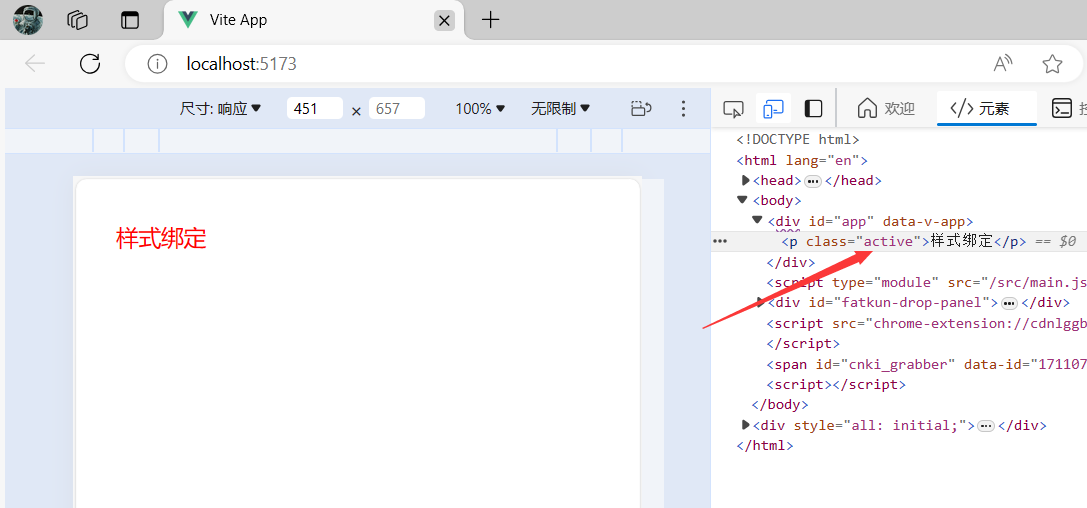 Vite App
localhost:5173
尺寸: 响应 451 × 657 100% 无限制
欢迎 元素
<!DOCTYPE html>
<html lang="en">
<head> ••• </head>
<body>
<div id="app" data-v-app>
••• <p class="active">样式绑定</p> == $0
</div>
<script type="module" src="/src/main.js
<div id="fatkun-drop-panel"> ••• </div>
<script src="chrome-extension://cdnlggb
</script>
<span id="cnki_grabber" data-id="171107
<script></script>
</body>
<div style="all: initial;"> ••• </div>
</html>
样式绑定